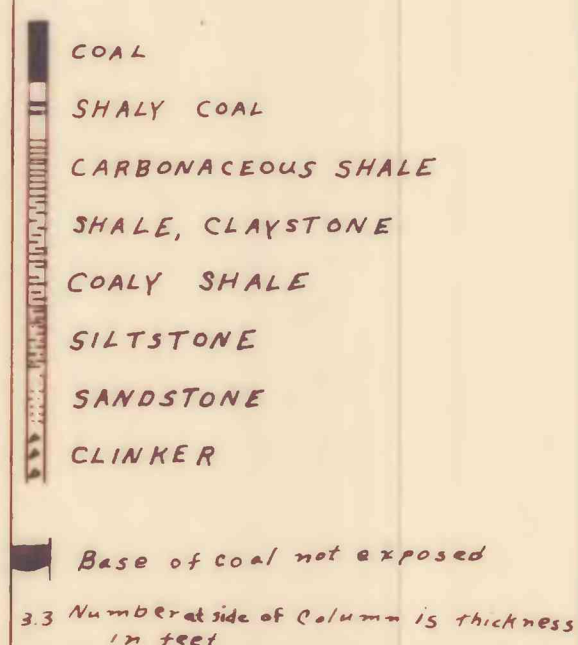 COAL
SHALY COAL
CARBONACEOUS SHALE
SHALE, CLAYSTONE
COALY SHALE
SILTSTONE
SANDSTONE
CLINKER
Base of coal not exposed
3.3 Number at side of Column is thickness
in feet